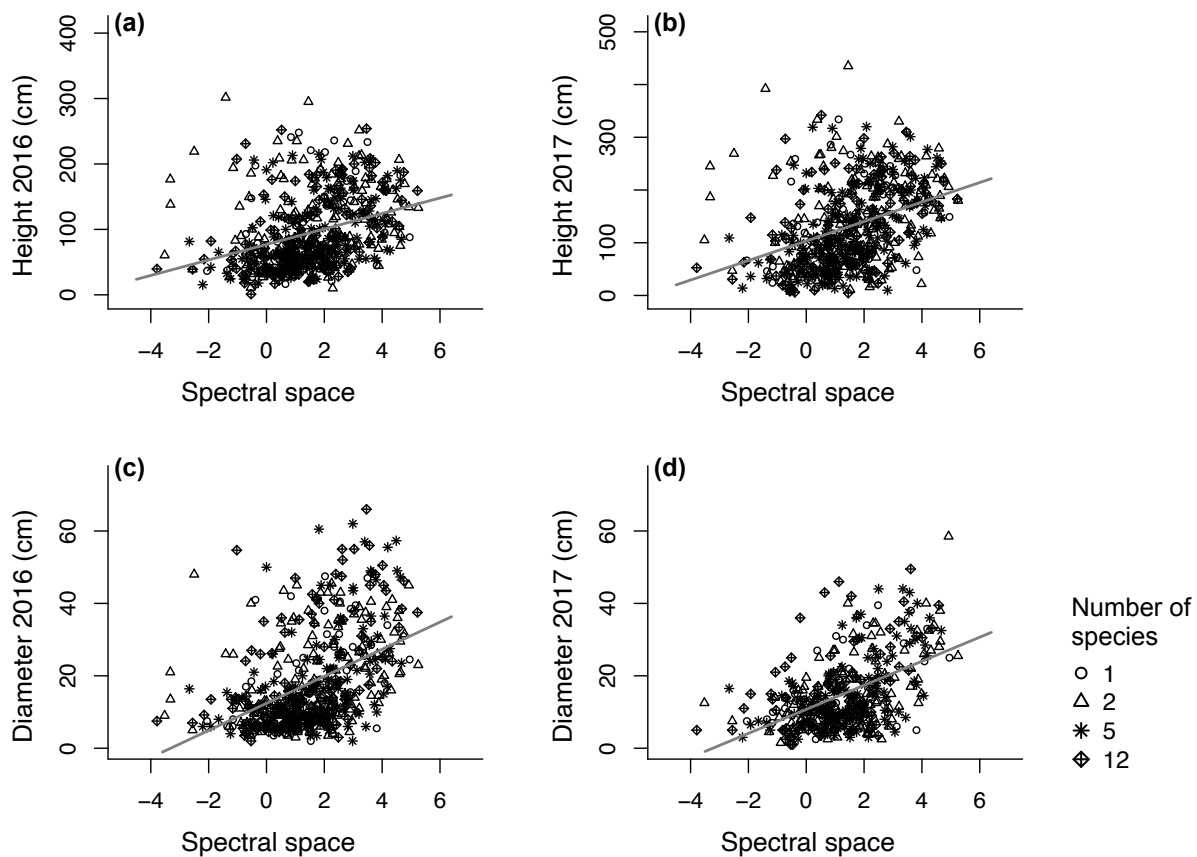 (a)
Height 2016 (cm)
400
300
200
100
0
−4 −2 0 2 4 6
Spectral space
(b)
Height 2017 (cm)
500
300
100
0
−4 −2 0 2 4 6
Spectral space
(c)
Diameter 2016 (cm)
60
40
20
0
−4 −2 0 2 4 6
Spectral space
(d)
Diameter 2017 (cm)
60
40
20
0
−4 −2 0 2 4 6
Spectral space
Number of
species
1
2
5
12